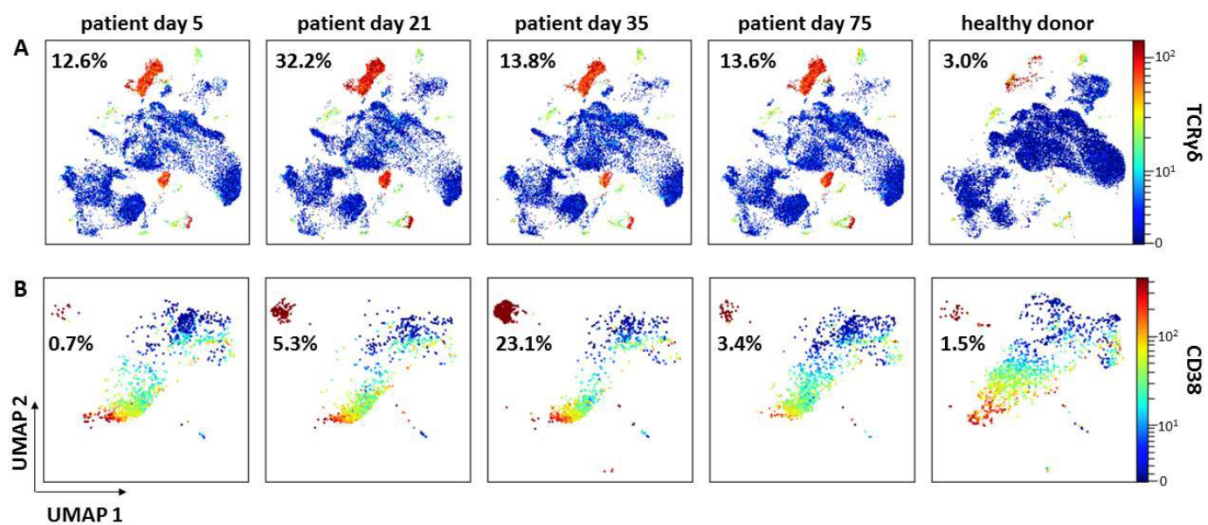 patient day 5 patient day 21 patient day 35 patient day 75 healthy donor
A
12.6% 32.2% 13.8% 13.6% 3.0%
10²
10¹
0
TCRγδ
B
0.7% 5.3% 23.1% 3.4% 1.5%
10²
10¹
0
CD38
UMAP 2
UMAP 1